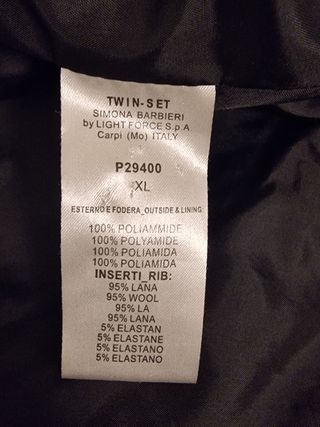 TWIN-SET
SIMONA BARBIERI
by LIGHT FORCE S.p.A
Carpi (Mo) ITALY
P29400
XL
ESTERNO E FODERA_OUTSIDE & LINING
100% POLIAMMIDE
100% POLYAMIDE
100% POLIAMIDA
100% POLIAMIDA
INSERTI_RIB:
95% LANA
95% WOOL
95% LA
95% LANA
5% ELASTAN
5% ELASTANE
5% ELASTANO
5% ELASTANO